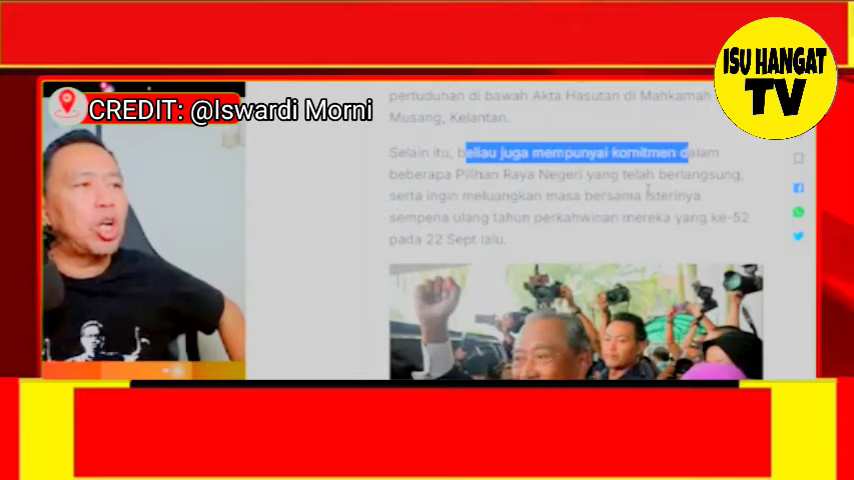 ISU HANGAT
TV
CREDIT: @Iswardi Morni
pertuduhan di bawah Akta Hasutan di Mahkamah
Musang, Kelantan.
Selain itu, beliau juga mempunyai komitmen dalam
beberapa Pilihan Raya Negeri yang telah berlangsung,
serta ingin meluangkan masa bersama isterinya
sempena ulang tahun perkahwinan mereka yang ke-52
pada 22 Sept lalu.